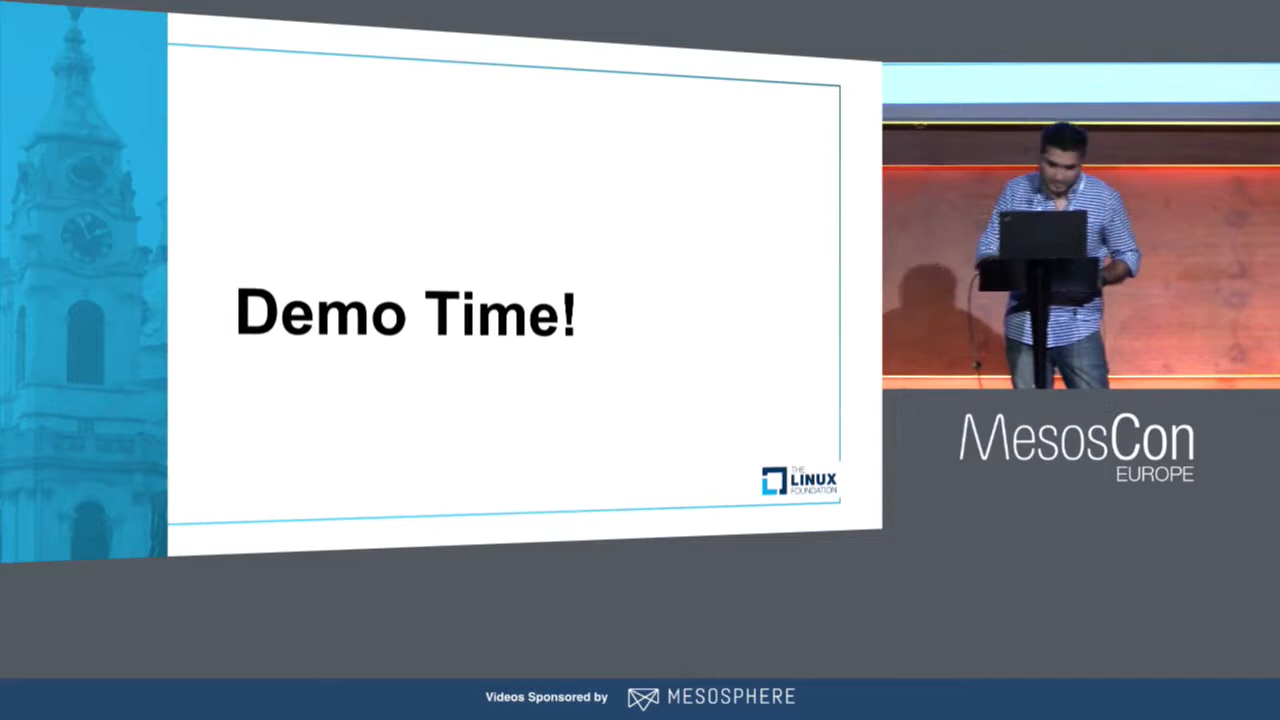 Demo Time!
THE
LINUX
FOUNDATION
MesosCon
EUROPE
Videos Sponsored by MESOSPHERE